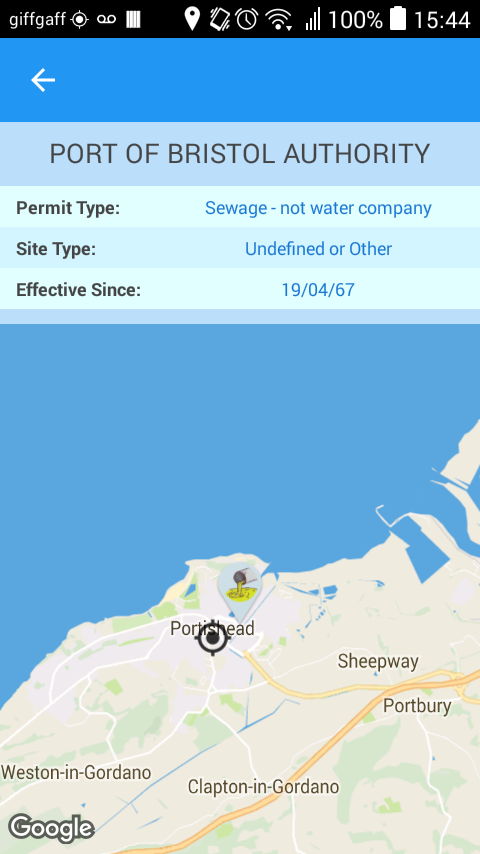 giffgaff 100% 15:44
PORT OF BRISTOL AUTHORITY
Permit Type: Sewage - not water company
Site Type: Undefined or Other
Effective Since: 19/04/67
Portishead
Sheepway
Portbury
Weston-in-Gordano
Clapton-in-Gordano
Google